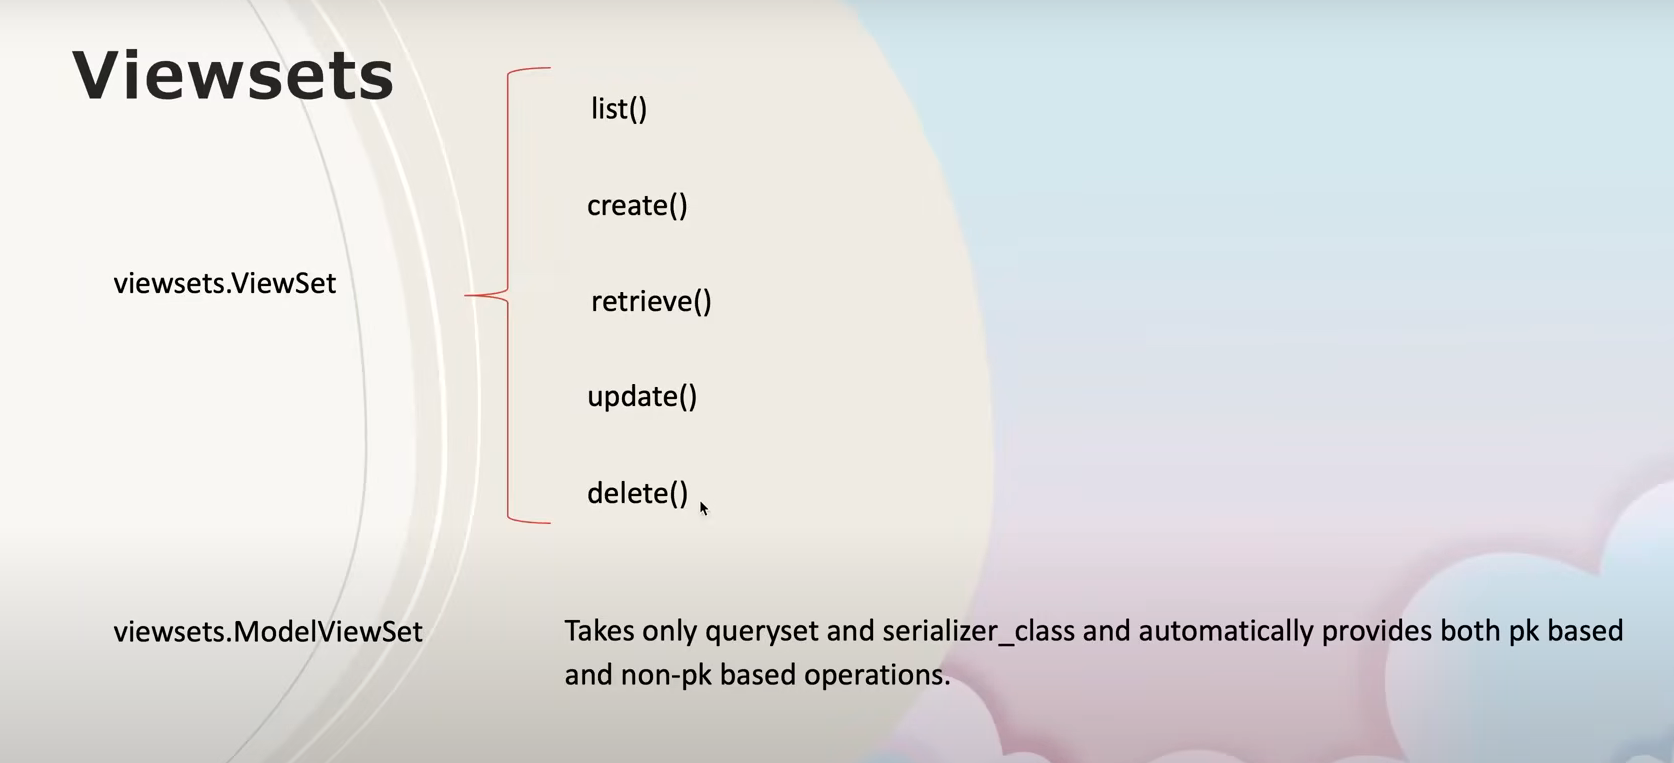 Viewsets
viewsets.ViewSet
list()
create()
retrieve()
update()
delete()
viewsets.ModelViewSet
Takes only queryset and serializer_class and automatically provides both pk based
and non-pk based operations.